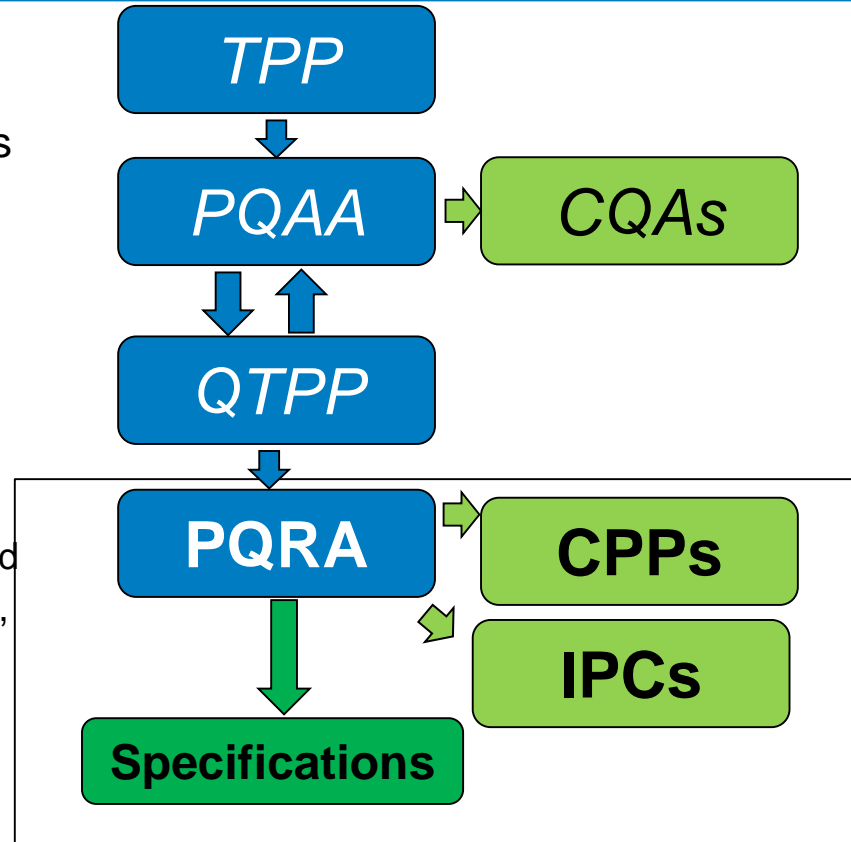 TPP
s
PQAA
CQAs
QTPP
PQRA
CPPs
d
,
IPCs
Specifications